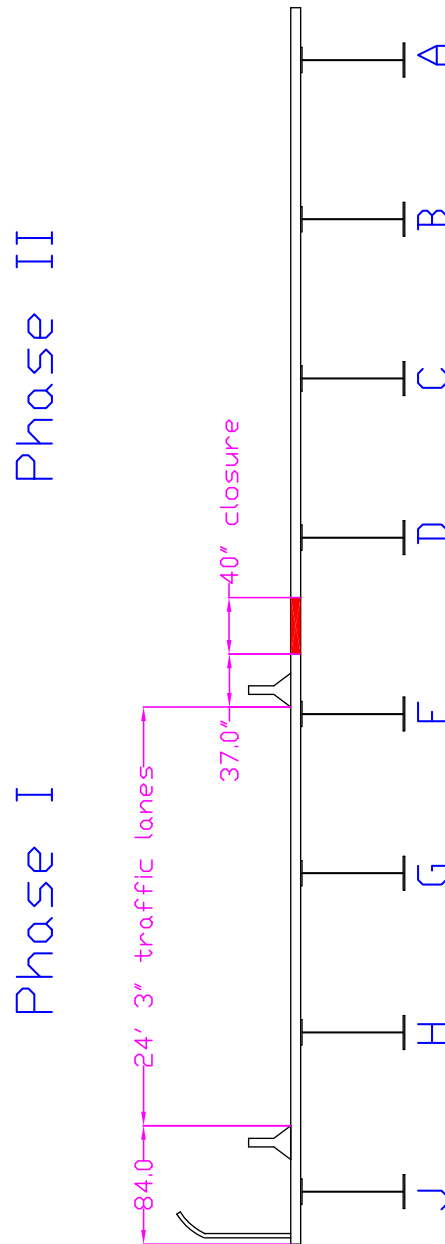 Phase I
Phase II
84.0
24' 3" traffic lanes
37.0"
40" closure
J
H
G
F
D
C
B
A